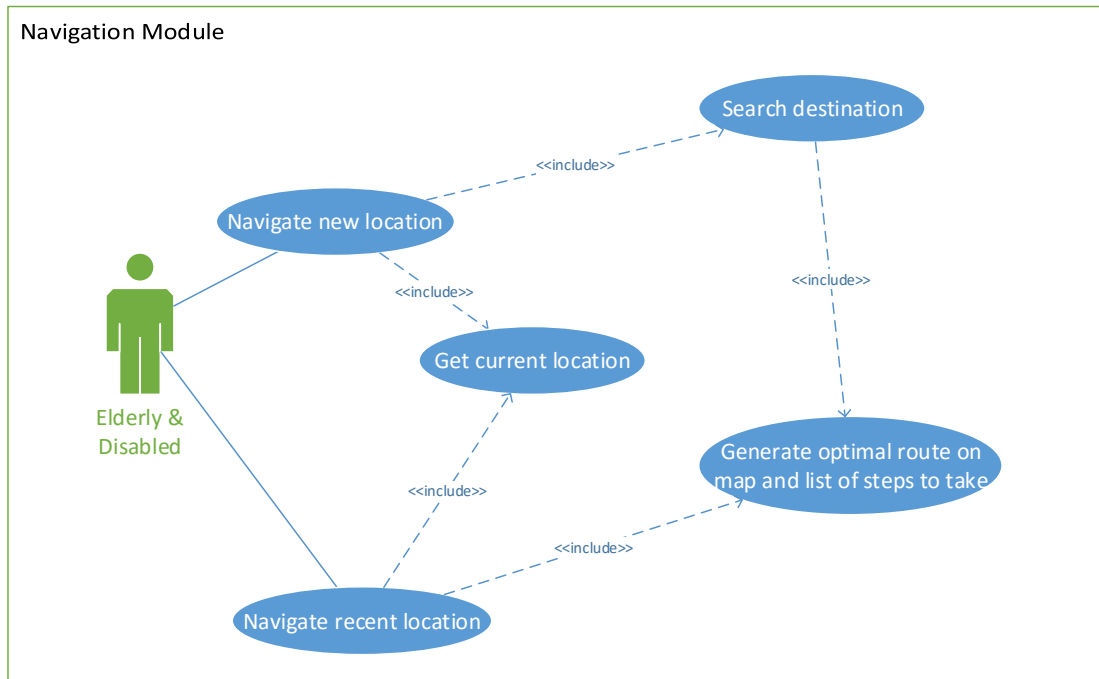 Navigation Module
Search destination
<<include>>
Navigate new location
<<include>>
<<include>>
Get current location
Elderly &
Disabled
Generate optimal route on
map and list of steps to take
<<include>>
<<include>>
Navigate recent location